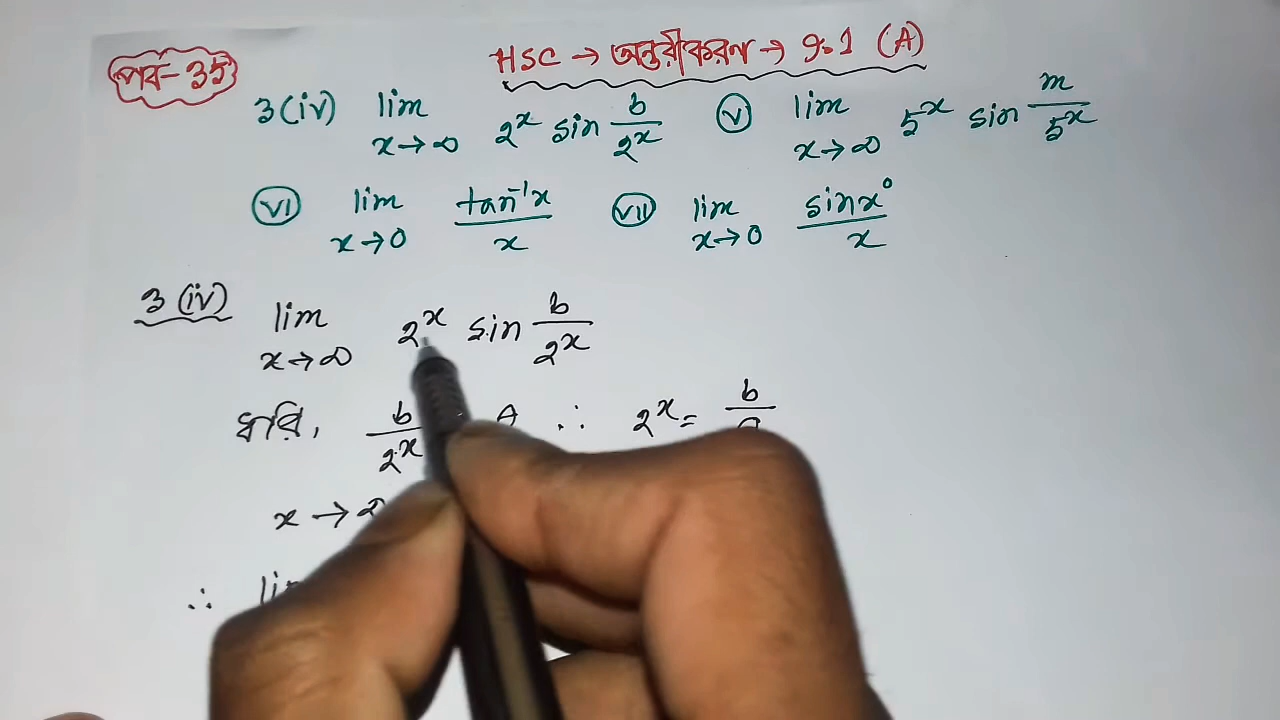 পর্ব-35
HSC → অন্তরীকরণ → 9.1 (A)
3(iv) lim x→∞ 2^x sin b/2^x (v) lim x→∞ 5^x sin m/5^x
(vi) lim x→0 tan⁻¹x/x (vii) lim x→0 sinx°/x
3(iv) lim x→∞ 2^x sin b/2^x
ধরি, b/2^x ∴ 2^x = b/
x→∞
∴